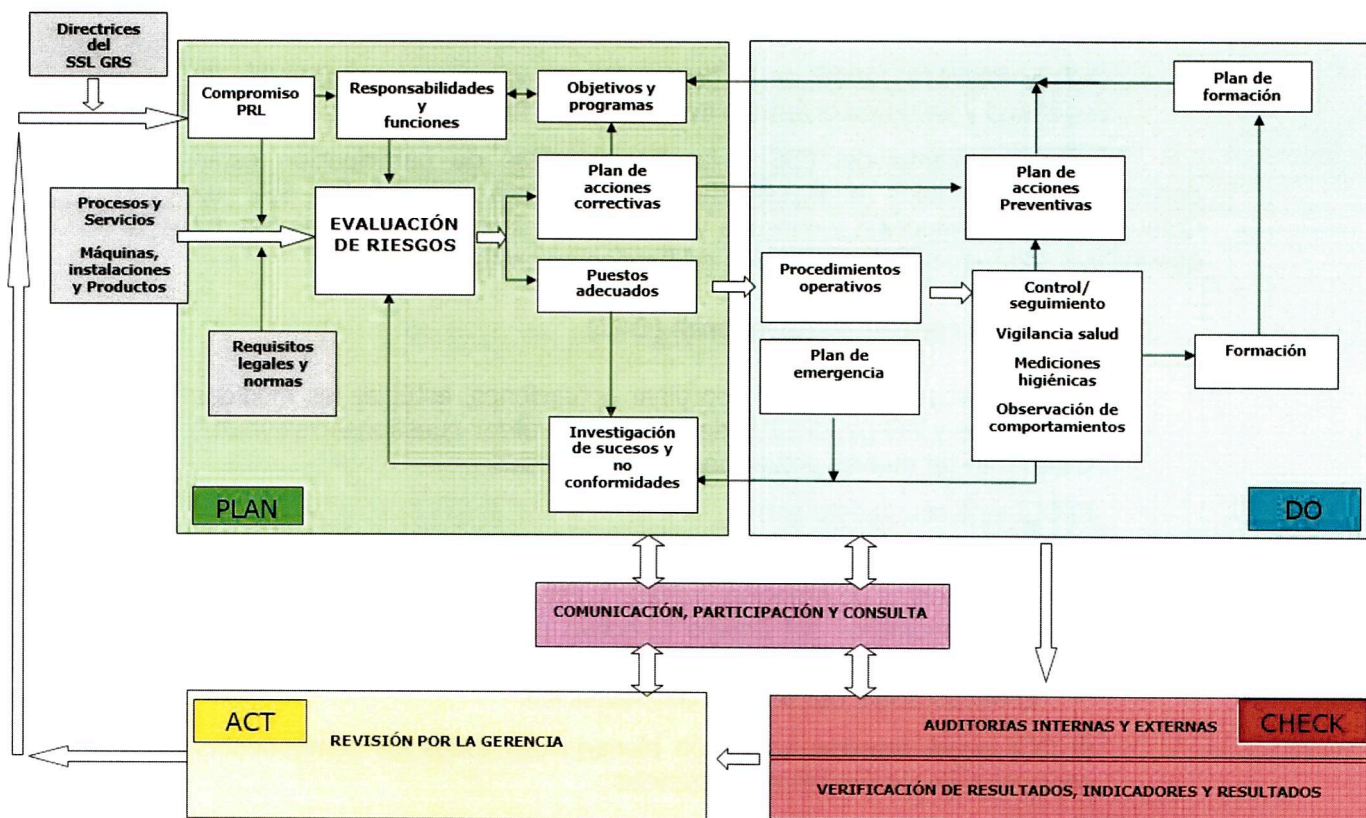 Directrices
del
SSL GRS
Compromiso
PRL
Responsabilidades
y
funciones
Objetivos y
programas
Plan de
formación
Procesos y
Servicios
Máquinas,
instalaciones
y Productos
EVALUACIÓN
DE RIESGOS
Plan de
acciones
correctivas
Plan de
acciones
Preventivas
Puestos
adecuados
Procedimientos
operativos
Control/
seguimiento
Vigilancia salud
Mediciones
higiénicas
Observación de
comportamientos
Formación
Requisitos
legales y
normas
Plan de
emergencia
Investigación
de sucesos y
no
conformidades
PLAN
DO
COMUNICACIÓN, PARTICIPACIÓN Y CONSULTA
ACT
REVISIÓN POR LA GERENCIA
AUDITORIAS INTERNAS Y EXTERNAS
CHECK
VERIFICACIÓN DE RESULTADOS, INDICADORES Y RESULTADOS